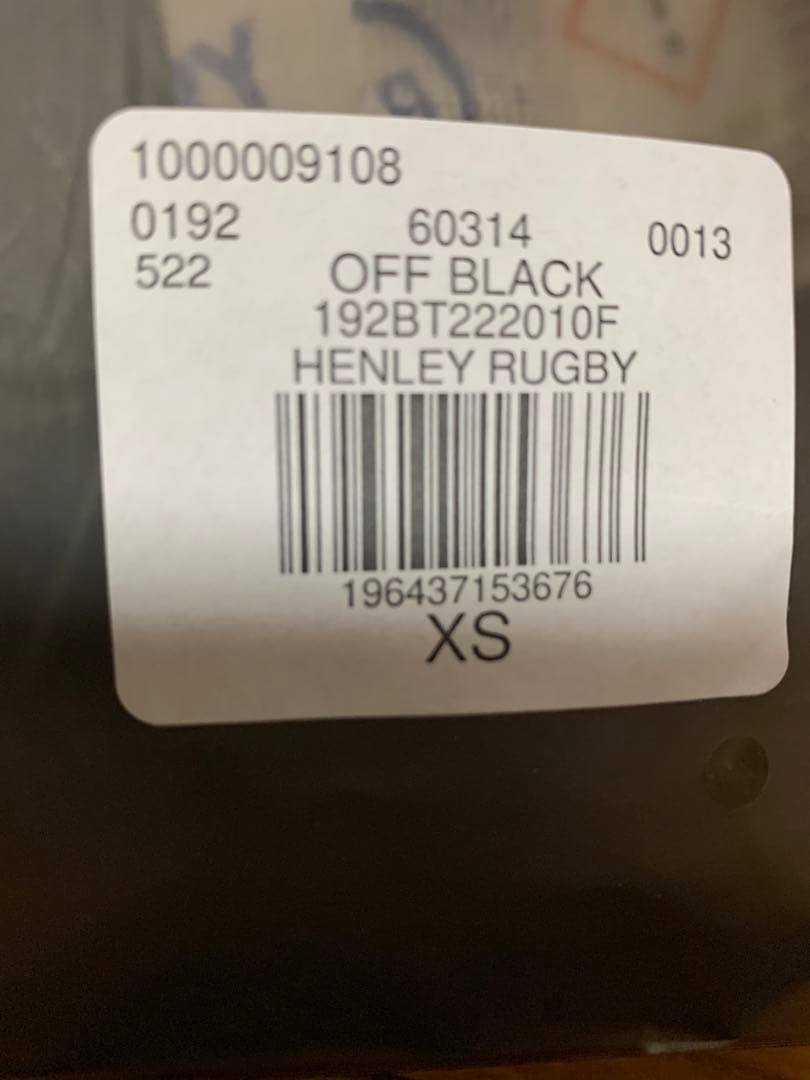 1000009108
0192 60314 0013
522 OFF BLACK
192BT222010F
HENLEY RUGBY
196437153676
XS